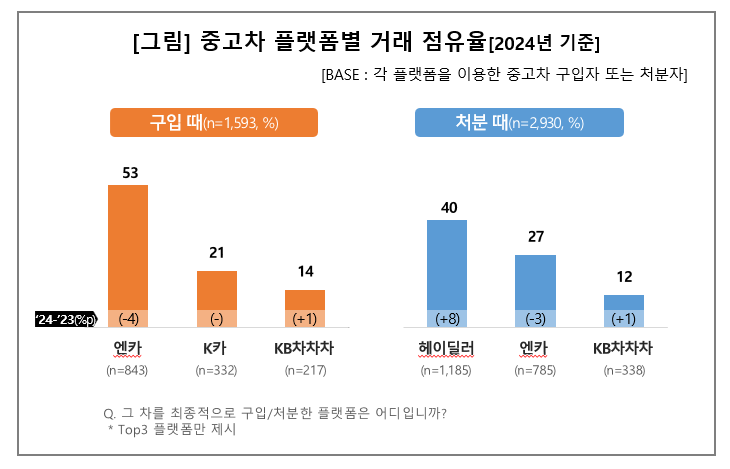 [그림] 중고차 플랫폼별 거래 점유율[2024년 기준]
[BASE : 각 플랫폼을 이용한 중고차 구입자 또는 처분자]
구입 때(n=1,593, %)
53
21
14
'24-'23(%p)
(-4)
(-)
(+1)
엔카
K카
KB차차차
(n=843)
(n=332)
(n=217)
처분 때(n=2,930, %)
40
27
12
(+8)
(-3)
(+1)
헤이딜러
엔카
KB차차차
(n=1,185)
(n=785)
(n=338)
Q. 그 차를 최종적으로 구입/처분한 플랫폼은 어디입니까?
* Top3 플랫폼만 제시